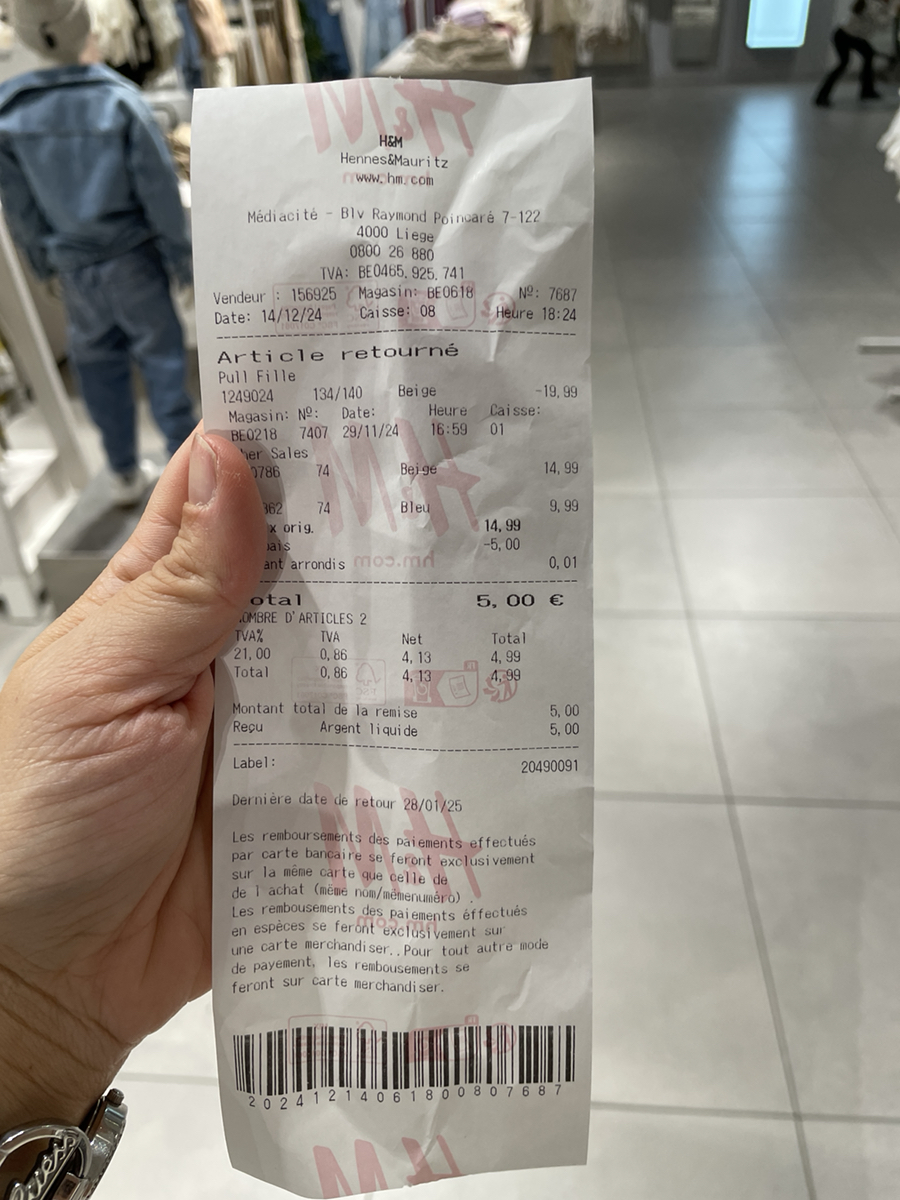 H&M
H&M
Hennes&Mauritz
www.hm.com
Médiacité - Blv Raymond Poincaré 7-122
4000 Liege
0800 26 880
TVA: BE0465.925.741
Vendeur : 156925 Magasin: BE0618 Nº: 7687
Date: 14/12/24 Caisse: 08 Heure 18:24
Article retourné
Pull Fille
1249024 134/140 Beige -19,99
Magasin: Nº: Date: Heure Caisse:
BE0218 7407 29/11/24 16:59 01
her Sales
0786 74 Beige 14,99
362 74 Bleu 9,99
x orig. 14,99
ais -5,00
ant arrondis 0,01
otal 5,00 €
OMBRE D'ARTICLES 2
TVA% TVA Net Total
21,00 0,86 4,13 4,99
Total 0,86 4,13 4,99
Montant total de la remise 5,00
Reçu Argent liquide 5,00
Label: 20490091
Dernière date de retour 28/01/25
Les remboursements des paiements effectués
par carte bancaire se feront exclusivement
sur la même carte que celle de
de l achat (même nom/mêmenuméro) .
Les rembousements des paiements éffectués
en espèces se feront exclusivement sur
une carte merchandiser..Pour tout autre mode
de payement, les rembousements se
feront sur carte merchandiser.
20241214061800807687
Guess